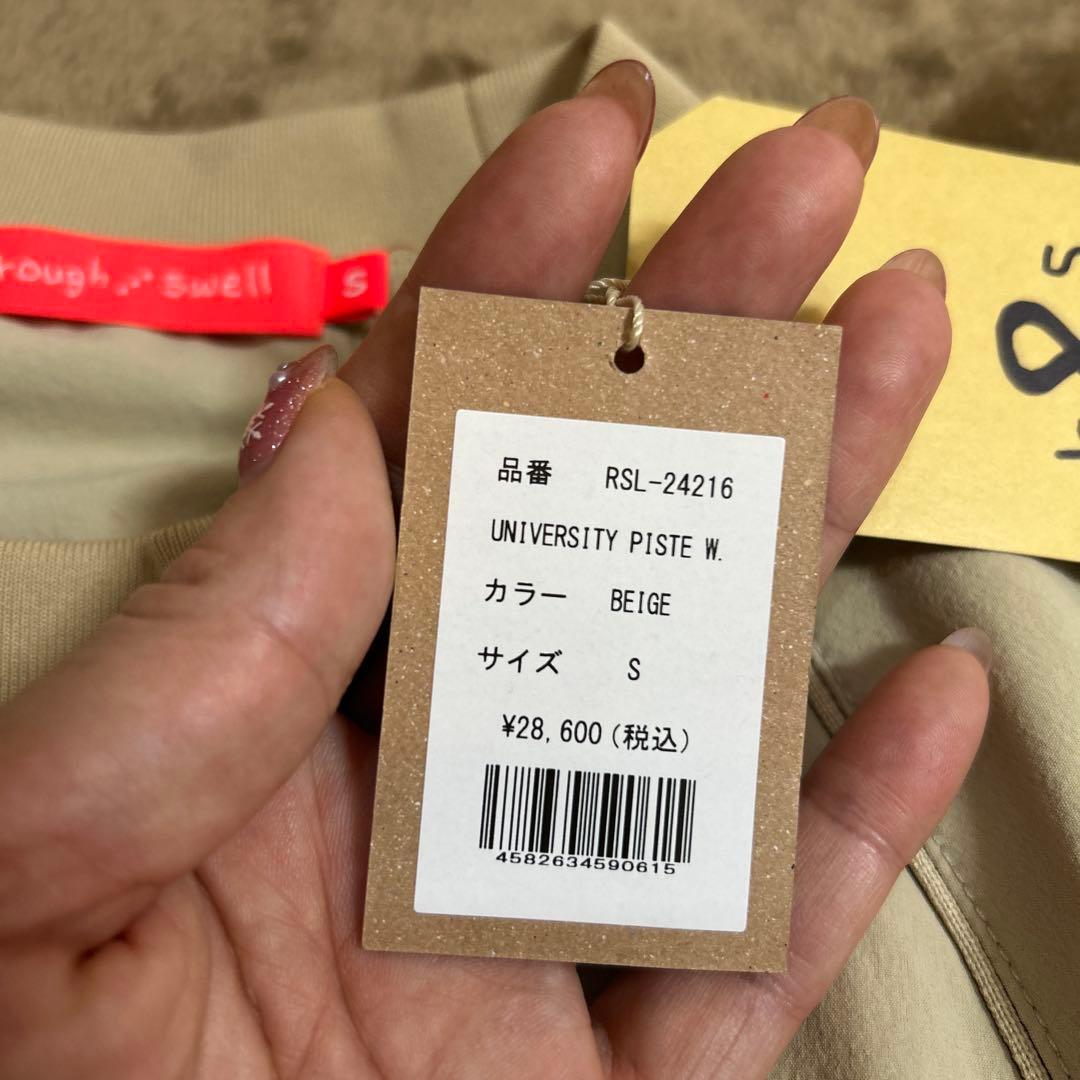 rough swell
S
品番 RSL-24216
UNIVERSITY PISTE W.
カラー BEIGE
サイズ S
¥28,600(税込)
4582634590615